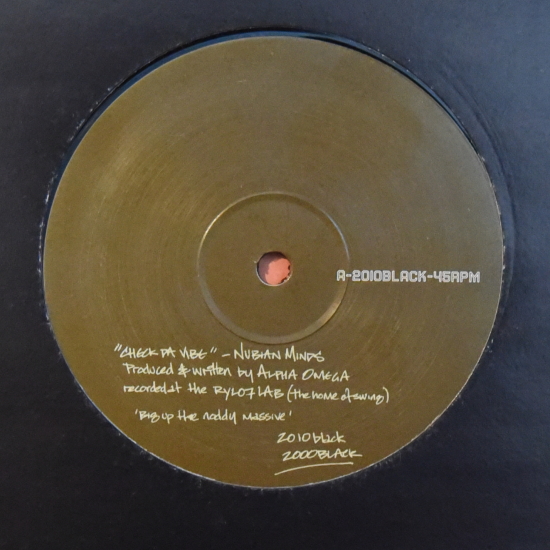 A-2010BLACK-45RPM
"CHECK DA VIBE" - NUBIAN MINDS
Produced & written by ALPHA OMEGA
recorded at the RYLO7 LAB (the home of swing)
'Big up the noddy massive'
2010 black
2000BLACK